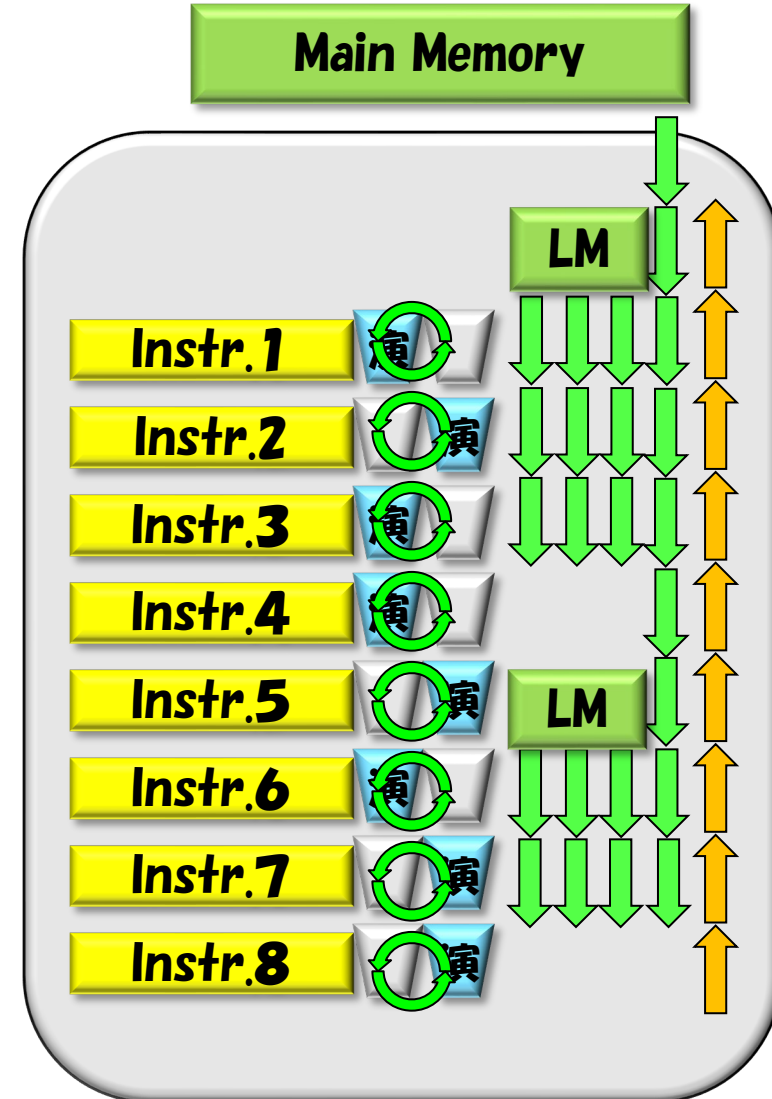 Main Memory
LM
Instr.1 演
Instr.2 演
Instr.3 演
Instr.4 演
Instr.5 演 LM
Instr.6 演
Instr.7 演
Instr.8 演